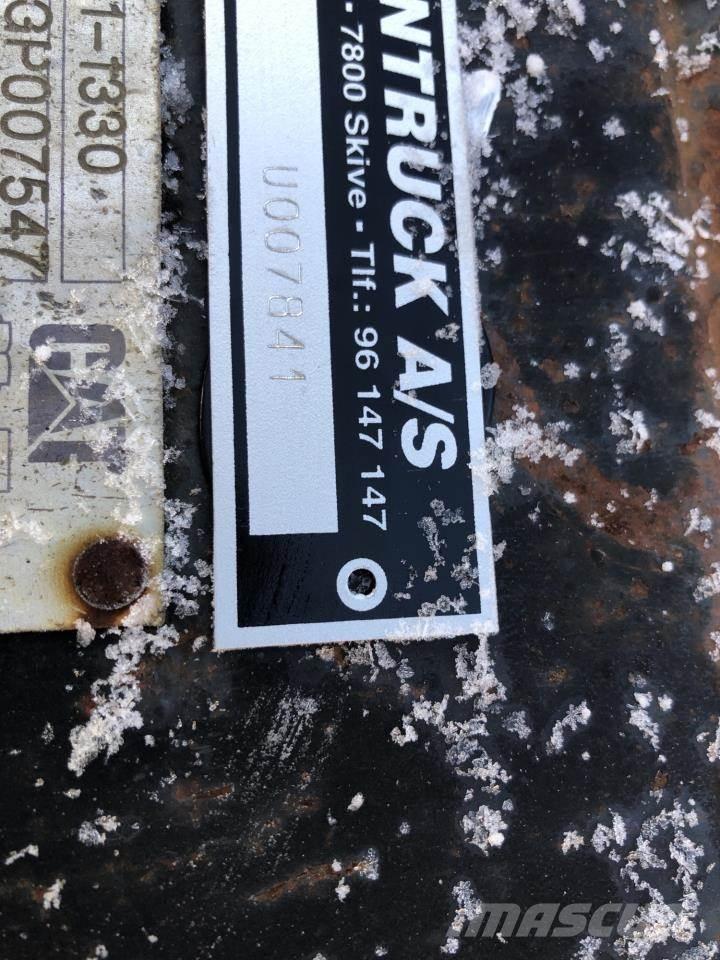 1-T330
GP007547
CAT
NTRUCK A/S
- 7800 Skive - Tlf.: 96 147 147
U007841
MASCUS